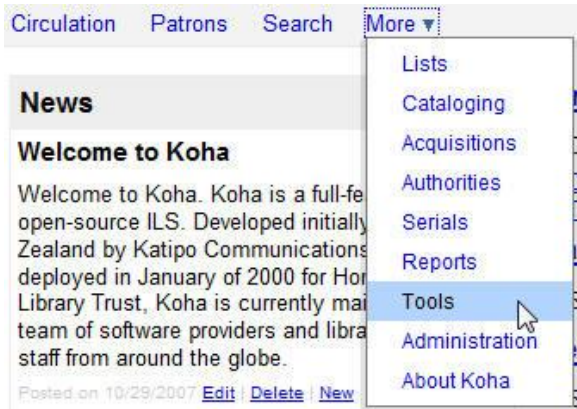 Circulation Patrons Search More ▼
Lists
Cataloging
Acquisitions
Authorities
Serials
Reports
Tools
Administration
About Koha
News
Welcome to Koha
Welcome to Koha. Koha is a full-fe
open-source ILS. Developed initially
Zealand by Katipo Communications
deployed in January of 2000 for Hor
Library Trust, Koha is currently mai
team of software providers and libra
staff from around the globe.
Posted on 10/29/2007 Edit | Delete | New